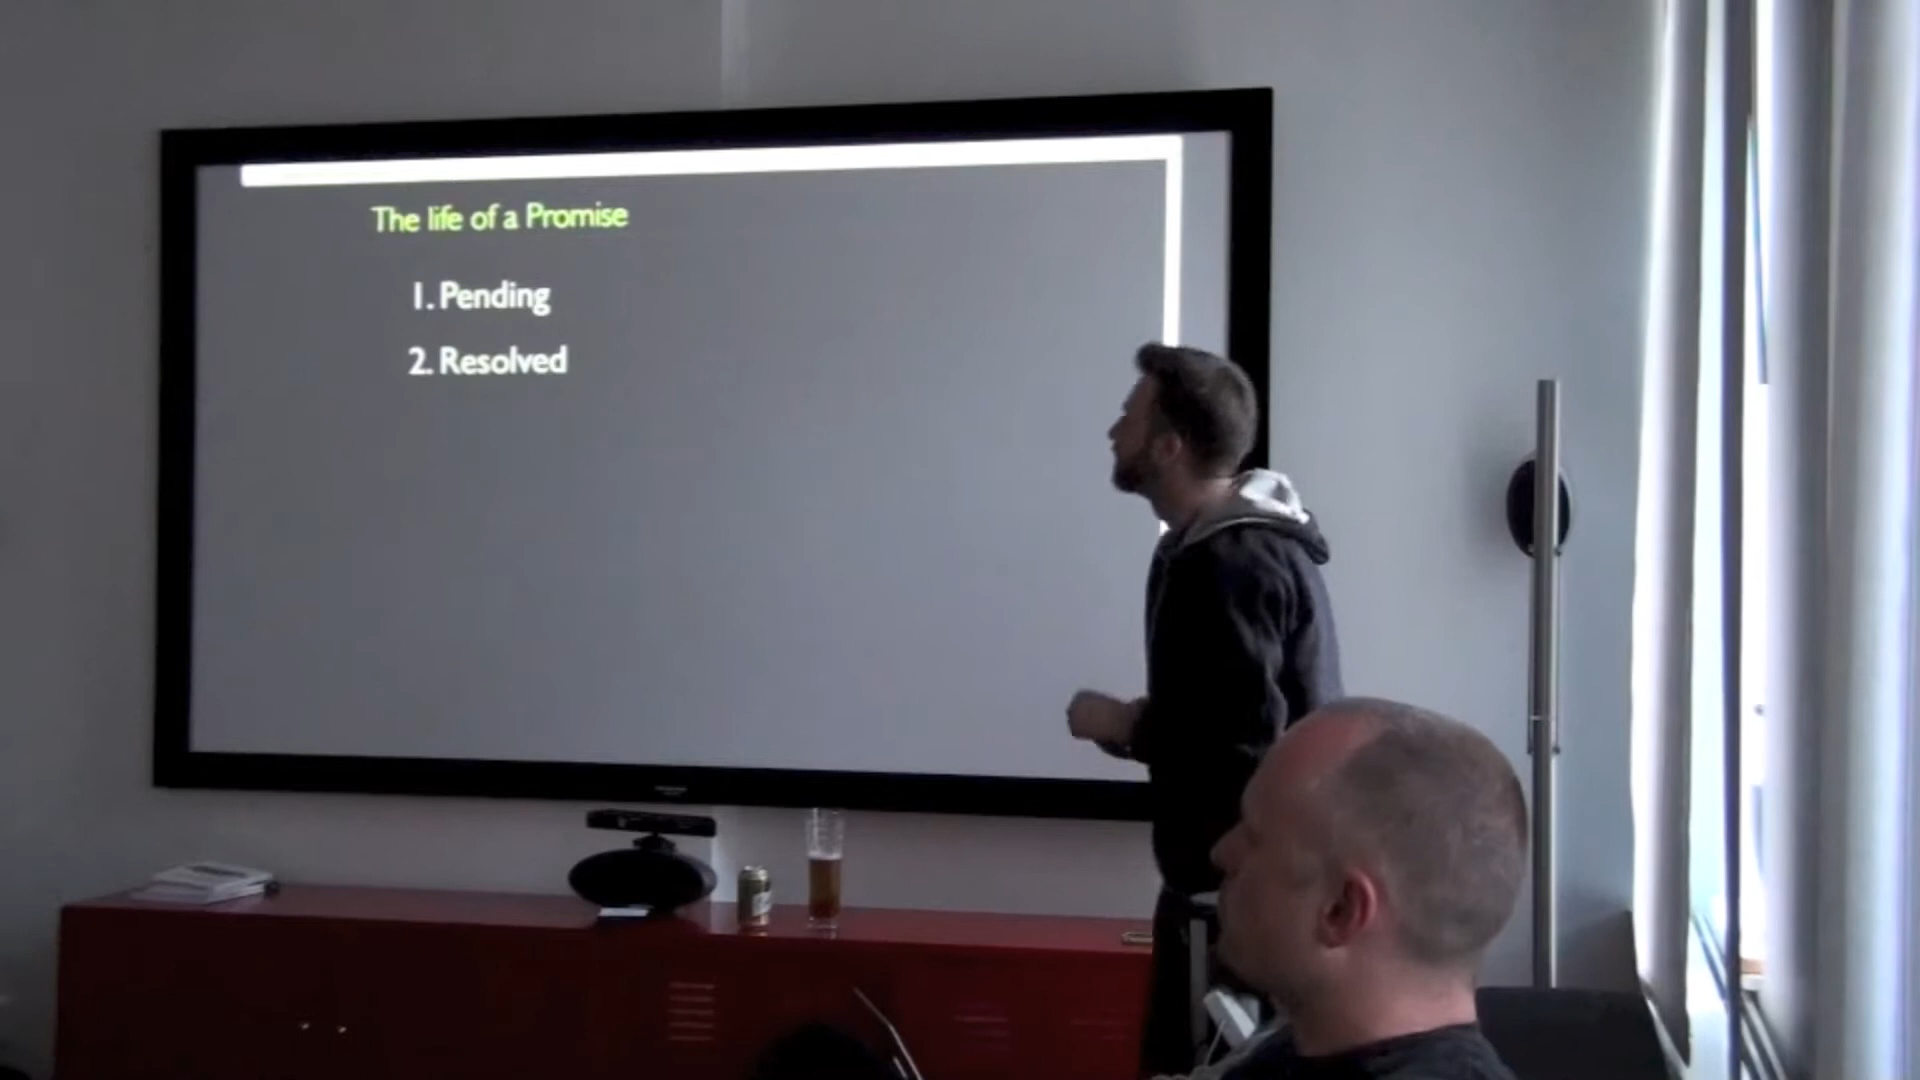 The life of a Promise
1. Pending
2. Resolved